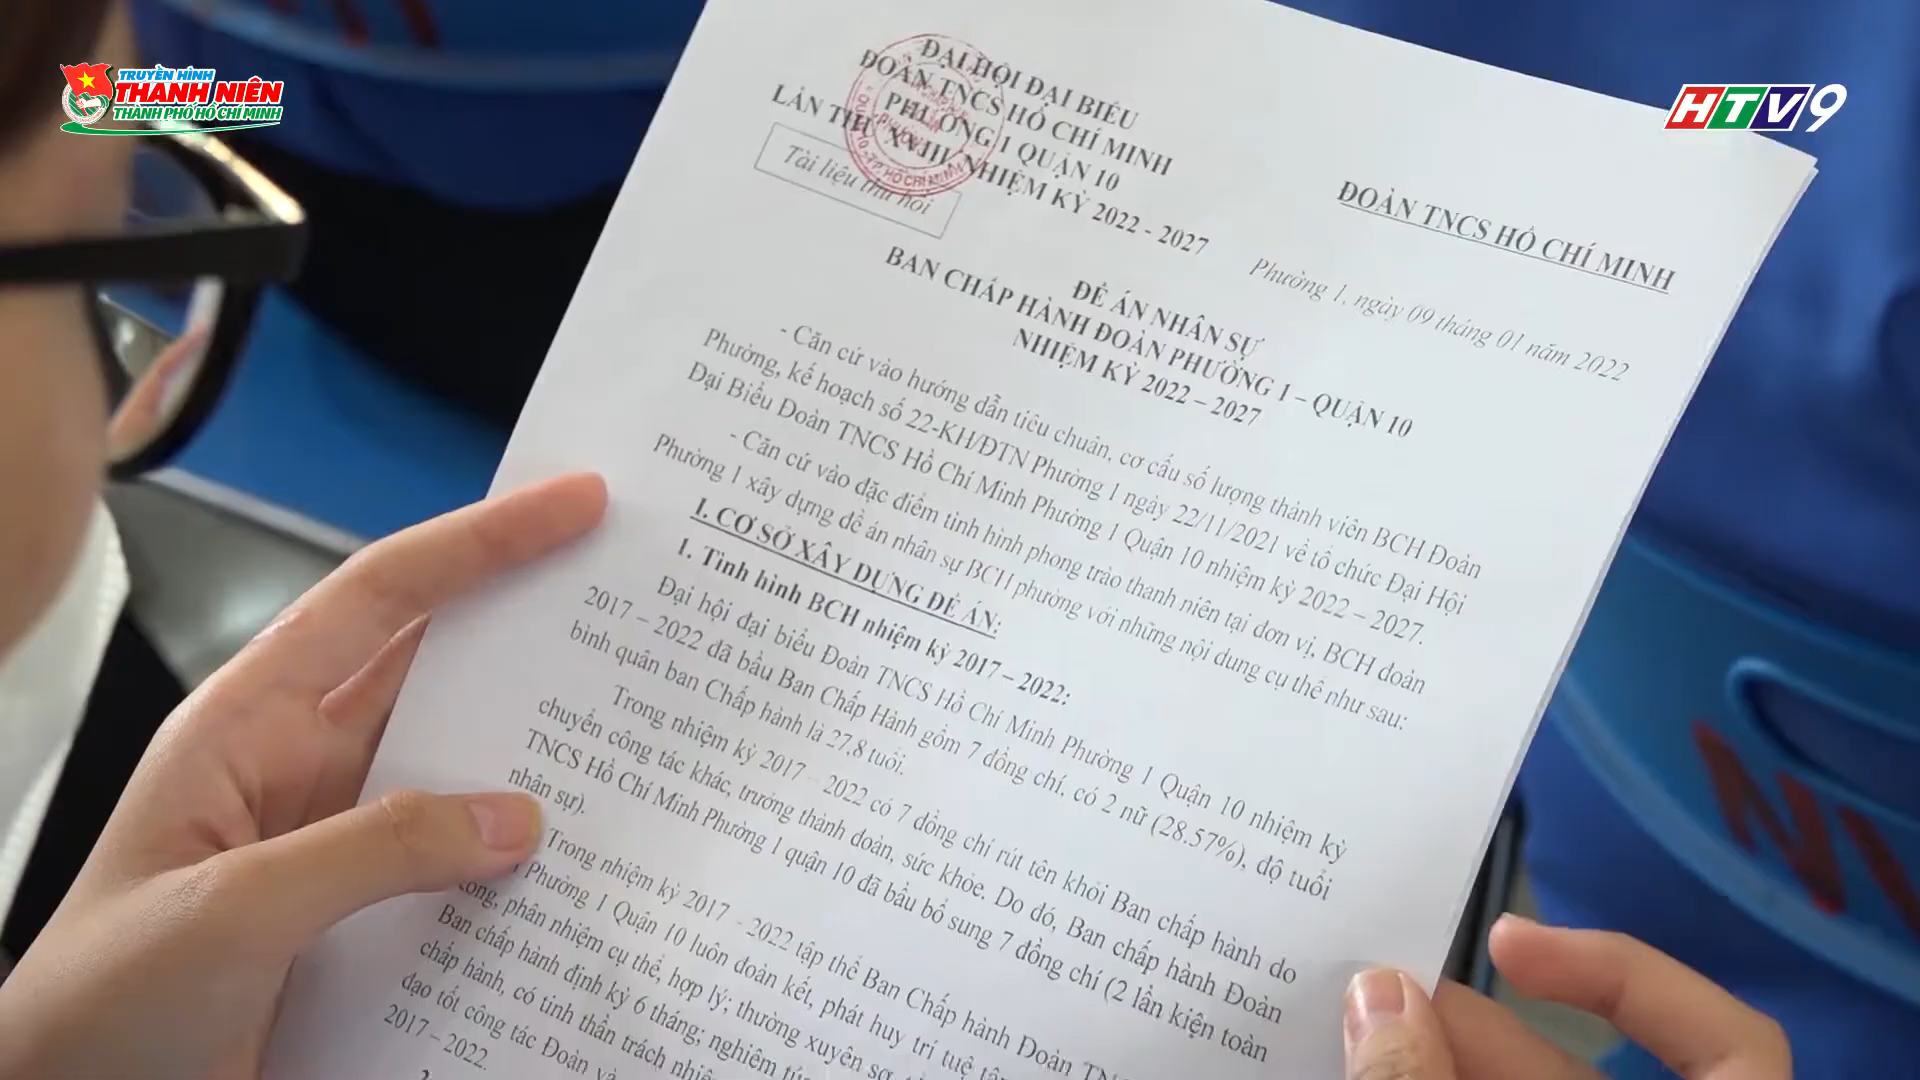 TRUYỀN HÌNH
THANH NIÊN
THÀNH PHỐ HỒ CHÍ MINH
HTV9
ĐẠI HỘI ĐẠI BIỂU
ĐOÀN TNCS HỒ CHÍ MINH
PHƯỜNG 1 QUẬN 10
LẦN THỨ XVIII, NHIỆM KỲ 2022 - 2027
Tài liệu thu hồi
ĐOÀN TNCS HỒ CHÍ MINH
Phường 1, ngày 09 tháng 01 năm 2022
ĐỀ ÁN NHÂN SỰ
BAN CHẤP HÀNH ĐOÀN PHƯỜNG 1 – QUẬN 10
NHIỆM KỲ 2022 – 2027
- Căn cứ vào hướng dẫn tiêu chuẩn, cơ cấu số lượng thành viên BCH Đoàn
Phường, kế hoạch số 22-KH/ĐTN Phường 1 ngày 22/11/2021 về tổ chức Đại Hội
Đại Biểu Đoàn TNCS Hồ Chí Minh Phường 1 Quận 10 nhiệm kỳ 2022 – 2027.
- Căn cứ vào đặc điểm tình hình phong trào thanh niên tại đơn vị, BCH đoàn
Phường 1 xây dựng đề án nhân sự BCH phường với những nội dung cụ thể như sau:
I. CƠ SỞ XÂY DỰNG ĐỀ ÁN:
1. Tình hình BCH nhiệm kỳ 2017 – 2022:
Đại hội đại biểu Đoàn TNCS Hồ Chí Minh Phường 1 Quận 10 nhiệm kỳ
2017 – 2022 đã bầu Ban Chấp Hành gồm 7 đồng chí, có 2 nữ (28.57%), độ tuổi
bình quân ban Chấp hành là 27,8 tuổi.
Trong nhiệm kỳ 2017 – 2022 có 7 đồng chí rút tên khỏi Ban chấp hành do
chuyển công tác khác, trưởng thành đoàn, sức khỏe. Do đó, Ban chấp hành Đoàn
TNCS Hồ Chí Minh Phường 1 quận 10 đã bầu bổ sung 7 đồng chí (2 lần kiện toàn
nhân sự).
Trong nhiệm kỳ 2017 - 2022 tập thể Ban Chấp hành Đoàn
Phường 1 Quận 10 luôn đoàn kết, phát huy trí tuệ
công, phân nhiệm cụ thể, hợp lý; thường xuyên
Ban chấp hành định kỳ 6 tháng; nghiêm túc
chấp hành, có tinh thần trách
đạo tốt công tác Đoàn và
2017 – 2022.